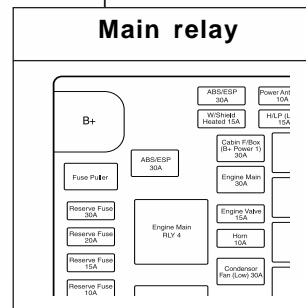 Main relay
ABS/ESP
30A
Power Ant
10A
B+
W/Shield
Heated 15A
H/LP (L
15A
Cabin F/Box
(B+ Power 1)
30A
ABS/ESP
30A
Fuse Puller
Engine Main
30A
Reserve Fuse
30A
Engine Valve
15A
Engine Main
RLY 4
Reserve Fuse
20A
Horn
10A
Reserve Fuse
15A
Condensor
Fan (Low) 30A
Reserve Fuse
10A